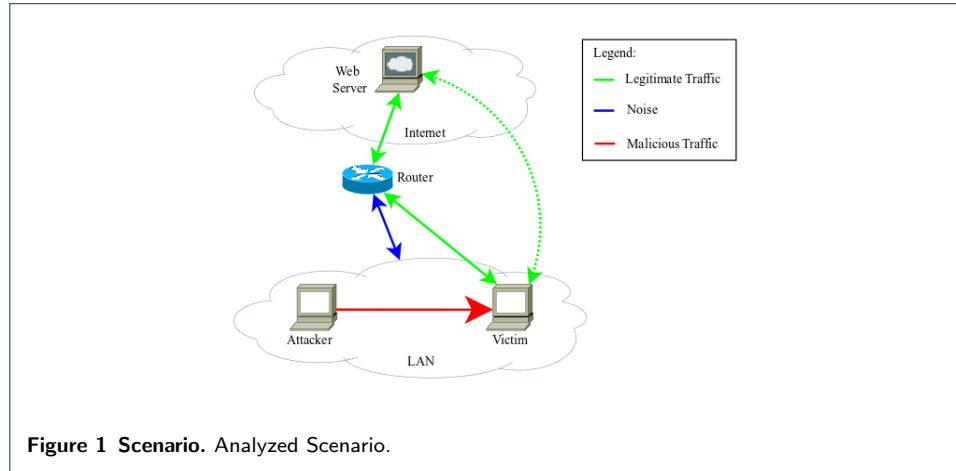 Web
Server
Internet
Router
Attacker
Victim
LAN
Legend:
Legitimate Traffic
Noise
Malicious Traffic
Figure 1 Scenario. Analyzed Scenario.